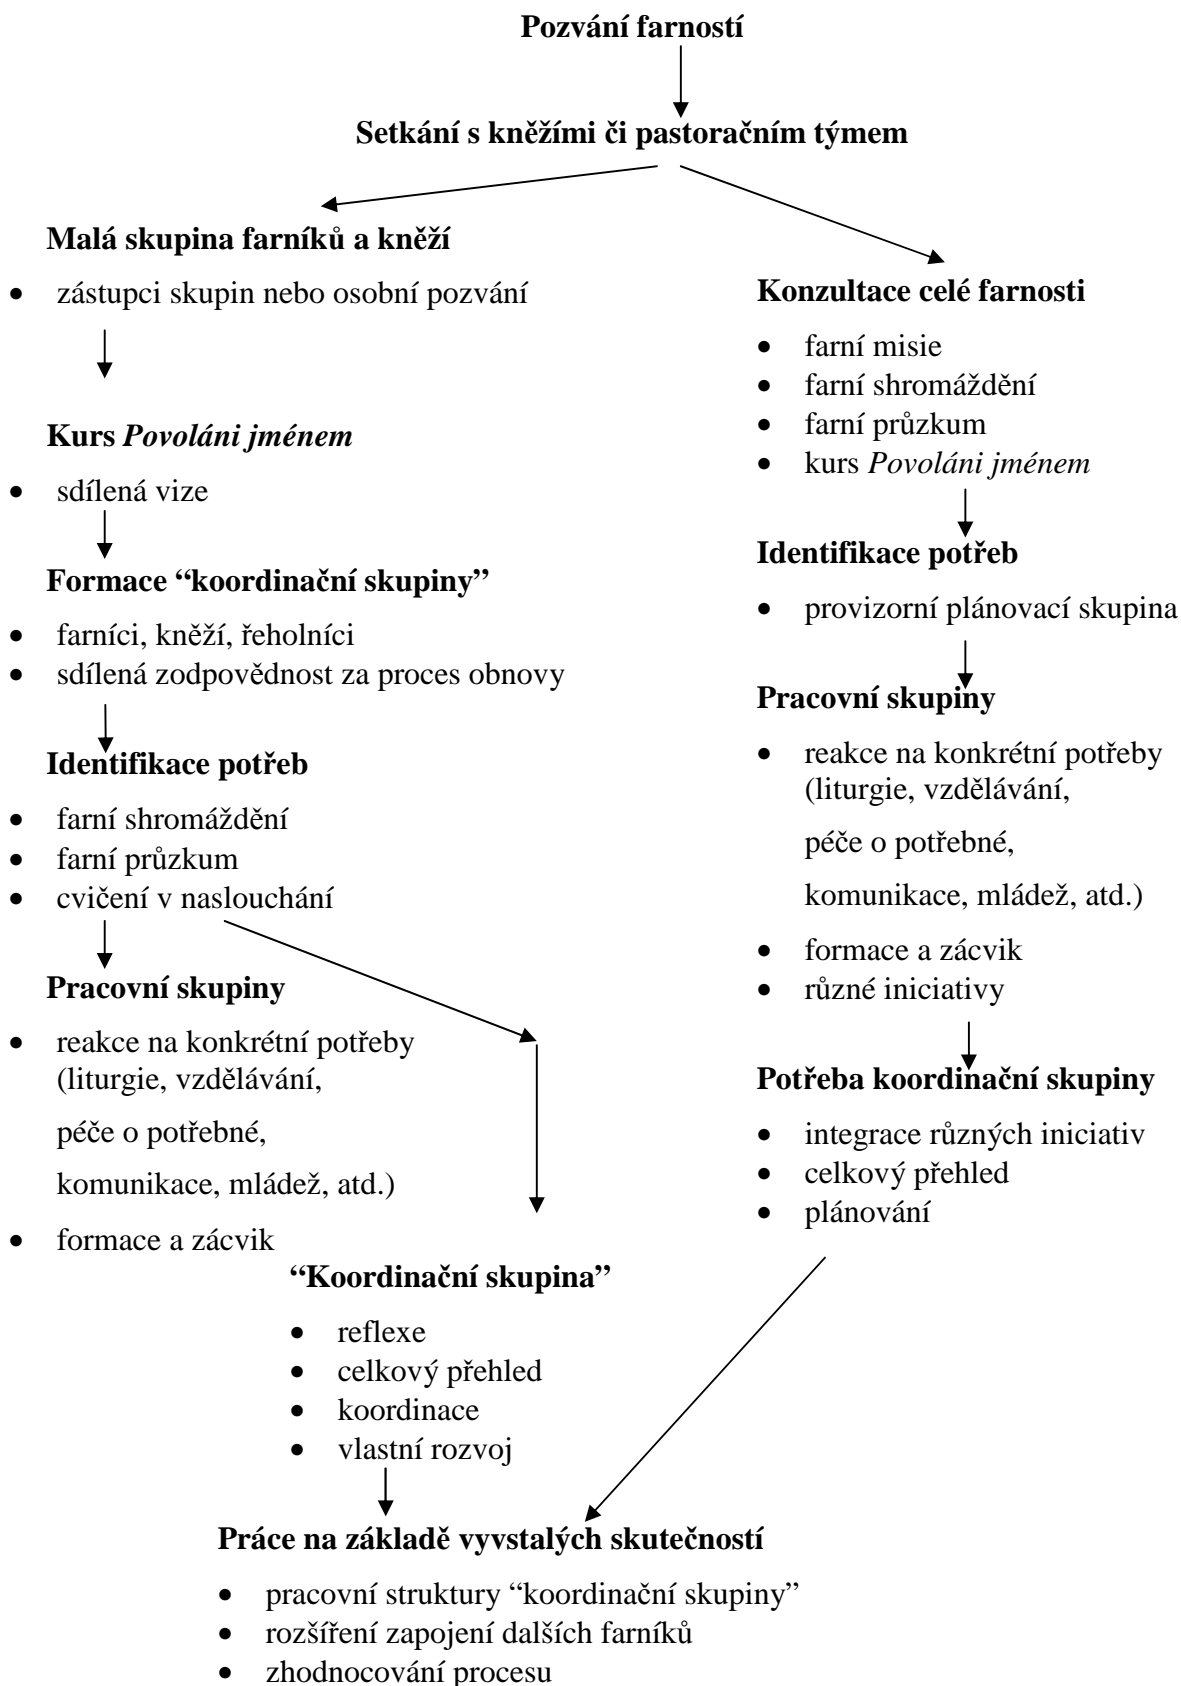 Pozvání farností
Setkání s kněžími či pastoračním týmem
Malá skupina farníků a kněží
• zástupci skupin nebo osobní pozvání
Kurs Povoláni jménem
• sdílená vize
Formace “koordinační skupiny”
• farníci, kněží, řeholníci
• sdílená zodpovědnost za proces obnovy
Identifikace potřeb
• farní shromáždění
• farní průzkum
• cvičení v naslouchání
Pracovní skupiny
• reakce na konkrétní potřeby
(liturgie, vzdělávání,
péče o potřebné,
komunikace, mládež, atd.)
• formace a zácvik
Konzultace celé farnosti
• farní misie
• farní shromáždění
• farní průzkum
• kurs Povoláni jménem
Identifikace potřeb
• provizorní plánovací skupina
Pracovní skupiny
• reakce na konkrétní potřeby
(liturgie, vzdělávání,
péče o potřebné,
komunikace, mládež, atd.)
• formace a zácvik
• různé iniciativy
Potřeba koordinační skupiny
• integrace různých iniciativ
• celkový přehled
• plánování
“Koordinační skupina”
• reflexe
• celkový přehled
• koordinace
• vlastní rozvoj
Práce na základě vyvstalých skutečností
• pracovní struktury “koordinační skupiny”
• rozšíření zapojení dalších farníků
• zhodnocování procesu